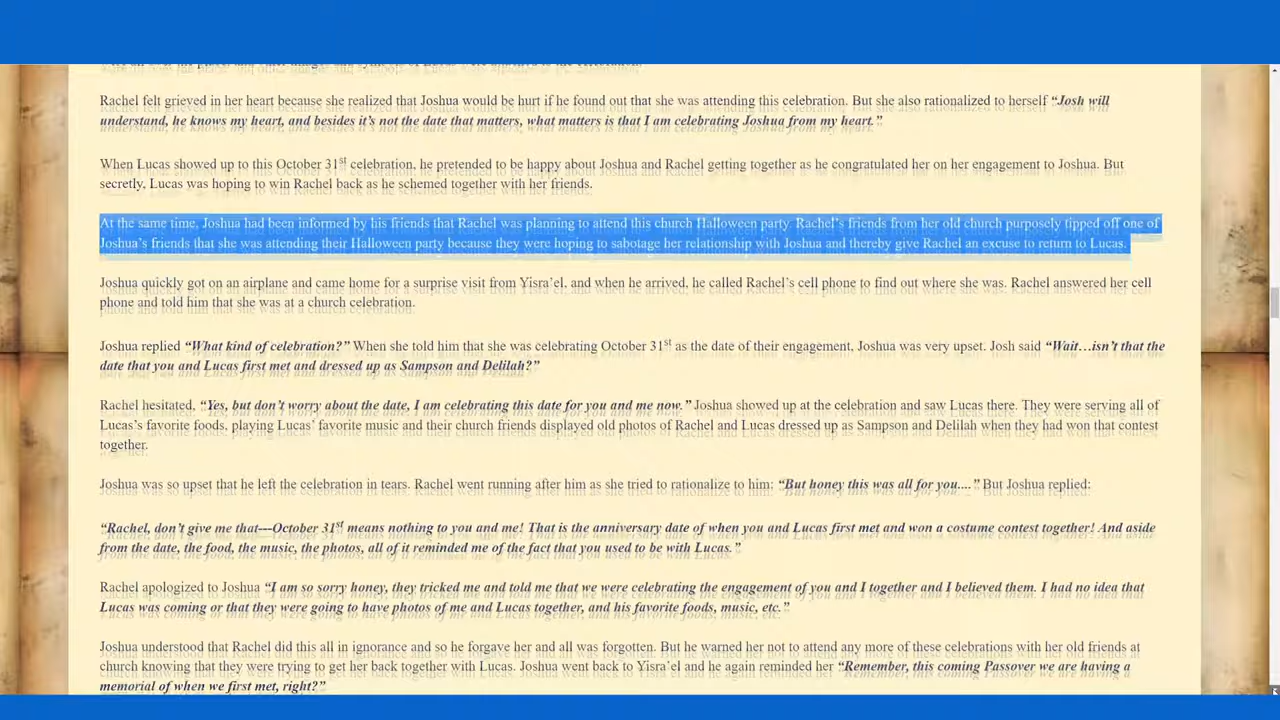 Rachel felt grieved in her heart because she realized that Joshua would be hurt if he found out that she was attending this celebration. But she also rationalized to herself “Josh will
understand, he knows my heart, and besides it’s not the date that matters, what matters is that I am celebrating Joshua from my heart.”
When Lucas showed up to this October 31st celebration, he pretended to be happy about Joshua and Rachel getting together as he congratulated her on her engagement to Joshua. But
secretly, Lucas was hoping to win Rachel back as he schemed together with her friends.
At the same time, Joshua had been informed by his friends that Rachel was planning to attend this church Halloween party. Rachel’s friends from her old church purposely tipped off one of
Joshua’s friends that she was attending their Halloween party because they were hoping to sabotage her relationship with Joshua and thereby give Rachel an excuse to return to Lucas.
Joshua quickly got on an airplane and came home for a surprise visit from Yisra’el, and when he arrived, he called Rachel’s cell phone to find out where she was. Rachel answered her cell
phone and told him that she was at a church celebration.
Joshua replied “What kind of celebration?” When she told him that she was celebrating October 31st as the date of their engagement, Joshua was very upset. Josh said “Wait…isn’t that the
date that you and Lucas first met and dressed up as Sampson and Delilah?”
Rachel hesitated, “Yes, but don’t worry about the date, I am celebrating this date for you and me now.” Joshua showed up at the celebration and saw Lucas there. They were serving all of
Lucas’s favorite foods, playing Lucas’ favorite music and their church friends displayed old photos of Rachel and Lucas dressed up as Sampson and Delilah when they had won that contest
together.
Joshua was so upset that he left the celebration in tears. Rachel went running after him as she tried to rationalize to him; “But honey this was all for you....” But Joshua replied:
“Rachel, don’t give me that---October 31st means nothing to you and me! That is the anniversary date of when you and Lucas first met and won a costume contest together! And aside
from the date, the food, the music, the photos, all of it reminded me of the fact that you used to be with Lucas.”
Rachel apologized to Joshua “I am so sorry honey, they tricked me and told me that we were celebrating the engagement of you and I together and I believed them. I had no idea that
Lucas was coming or that they were going to have photos of me and Lucas together, and his favorite foods, music, etc.”
Joshua understood that Rachel did this all in ignorance and so he forgave her and all was forgotten. But he warned her not to attend any more of these celebrations with her old friends at
church knowing that they were trying to get her back together with Lucas. Joshua went back to Yisra’el and he again reminded her “Remember, this coming Passover we are having a
memorial of when we first met, right?”